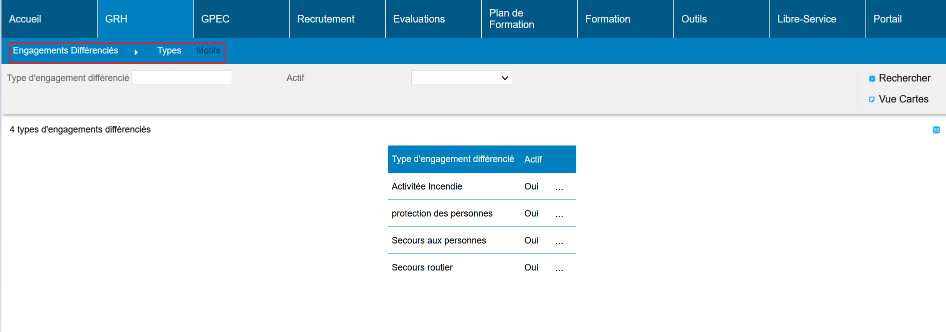 Accueil GRH GPEC Recrutement Evaluations Plan de Formation Formation Outils Libre-Service Portail
Engagements Différenciés Types Motifs
Type d'engagement différencié Actif Rechercher
Vue Cartes
4 types d'engagements différenciés
Type d'engagement différencié Actif
Activitée Incendie Oui ...
protection des personnes Oui ...
Secours aux personnes Oui ...
Secours routier Oui ...